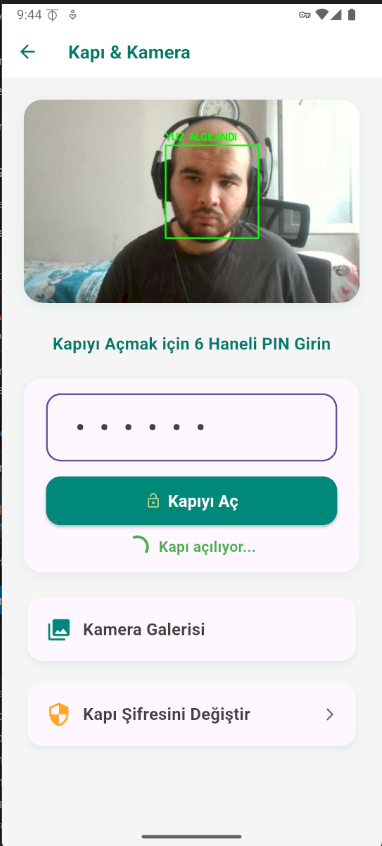 9:44
Kapı & Kamera
YUZ ALGILANDI
Kapıyı Açmak için 6 Haneli PIN Girin
Kapıyı Aç
Kapı açılıyor...
Kamera Galerisi
Kapı Şifresini Değiştir